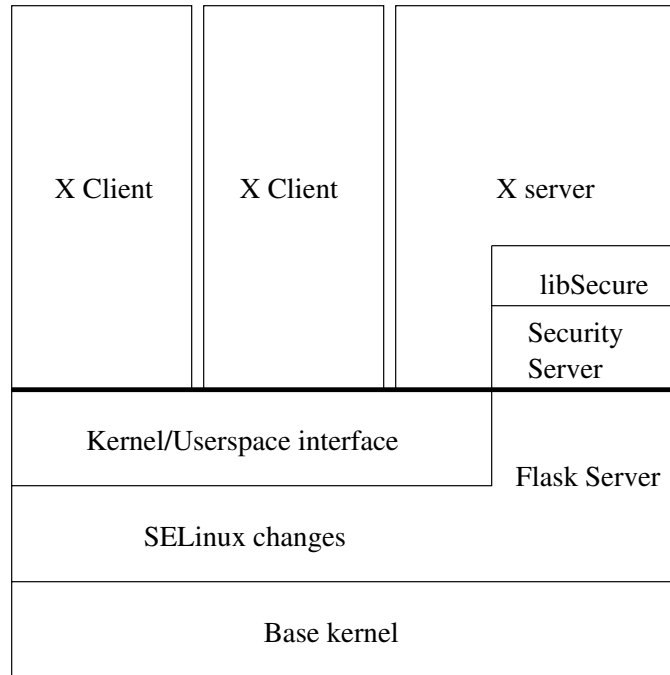 X Client
X Client
X server
libSecure
Security
Server
Kernel/Userspace interface
Flask Server
SELinux changes
Base kernel